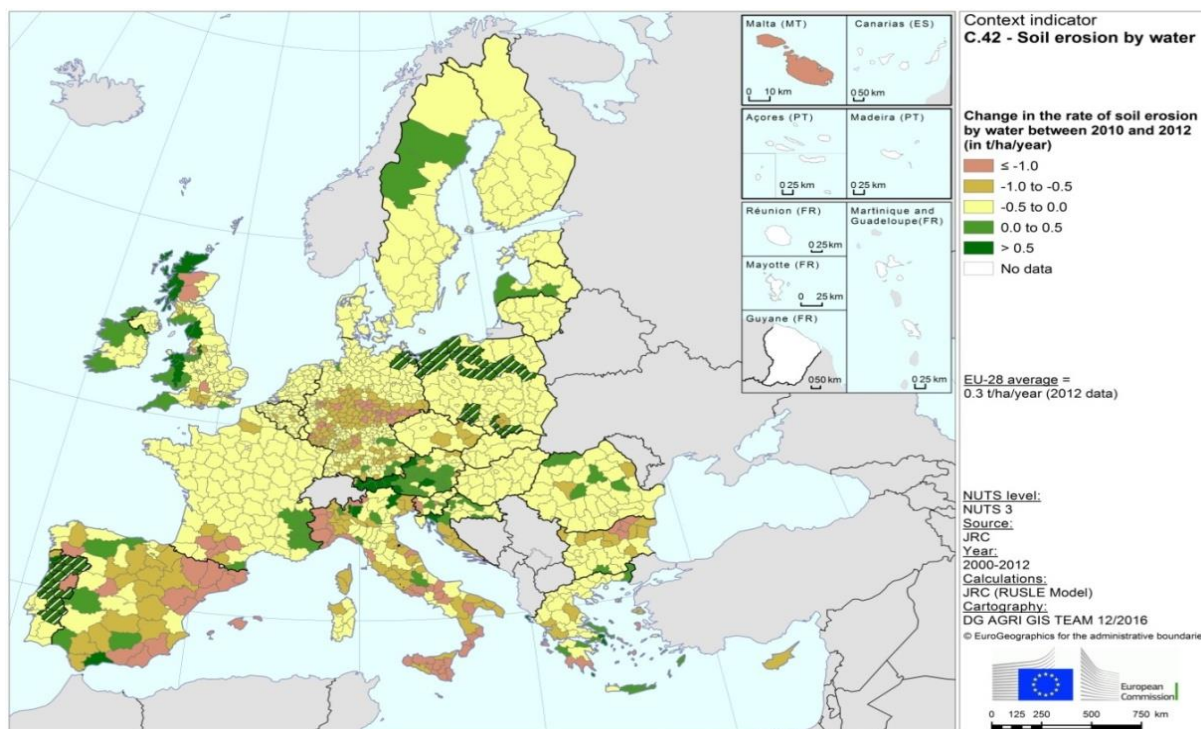 Context indicator
C.42 - Soil erosion by water
Malta (MT)
0 10 km
Canarias (ES)
0 50 km
Açores (PT)
0 25 km
Madeira (PT)
0 25 km
Réunion (FR)
0 25 km
Martinique and
Guadeloupe(FR)
0 25 km
Mayotte (FR)
0 25 km
Guyane (FR)
0 50 km
Change in the rate of soil erosion
by water between 2010 and 2012
(in t/ha/year)
≤ -1.0
-1.0 to -0.5
-0.5 to 0.0
0.0 to 0.5
> 0.5
No data
EU-28 average =
0.3 t/ha/year (2012 data)
NUTS level:
NUTS 3
Source:
JRC
Year:
2000-2012
Calculations:
JRC (RUSLE Model)
Cartography:
DG AGRI GIS TEAM 12/2016
© EuroGeographics for the administrative boundarie
European
Commission
0 125 250 500 750 km